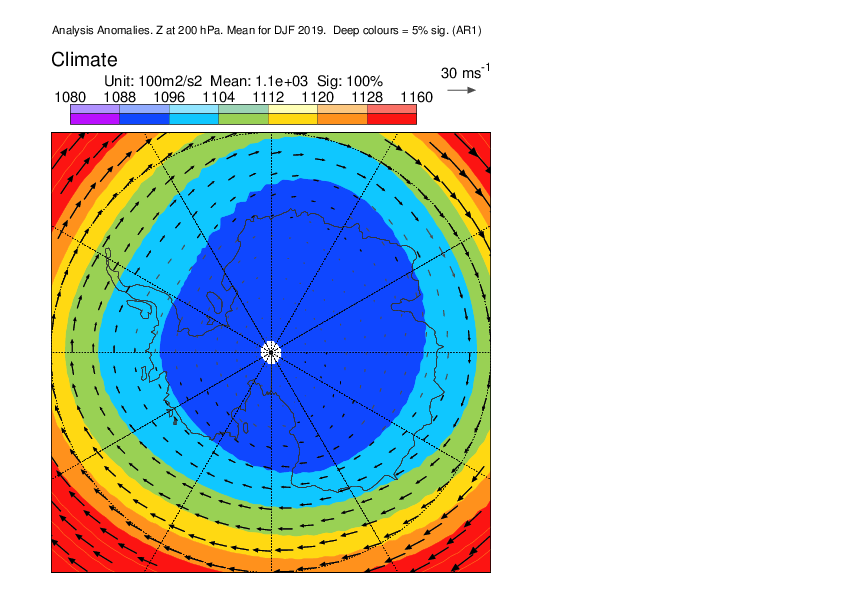 Analysis Anomalies. Z at 200 hPa. Mean for DJF 2019.  Deep colours = 5% sig. (AR1)
Climate
30 ms-1
Unit: 100m2/s2  Mean: 1.1e+03  Sig: 100%
1080 1088 1096 1104 1112 1120 1128 1160